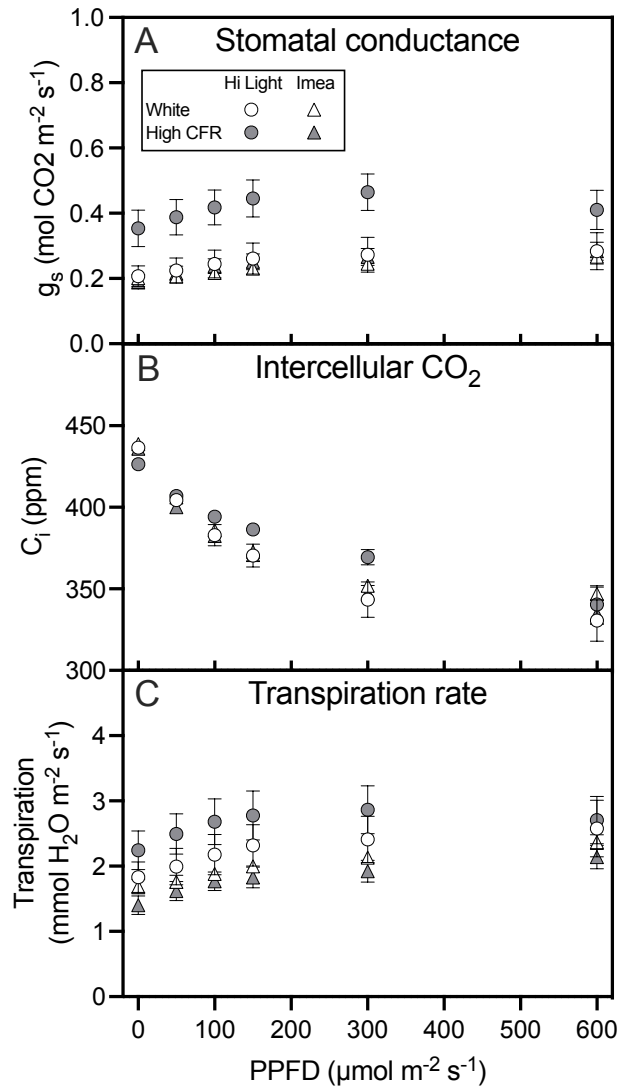 A Stomatal conductance
Hi Light Imea
White
High CFR
1.0
0.8
0.6
0.4
0.2
0.0
gs (mol CO2 m-2 s-1)
B Intercellular CO2
450
400
350
300
Ci (ppm)
C Transpiration rate
4
3
2
1
0
Transpiration
(mmol H2O m-2 s-1)
0 100 200 300 400 500 600
PPFD (μmol m-2 s-1)